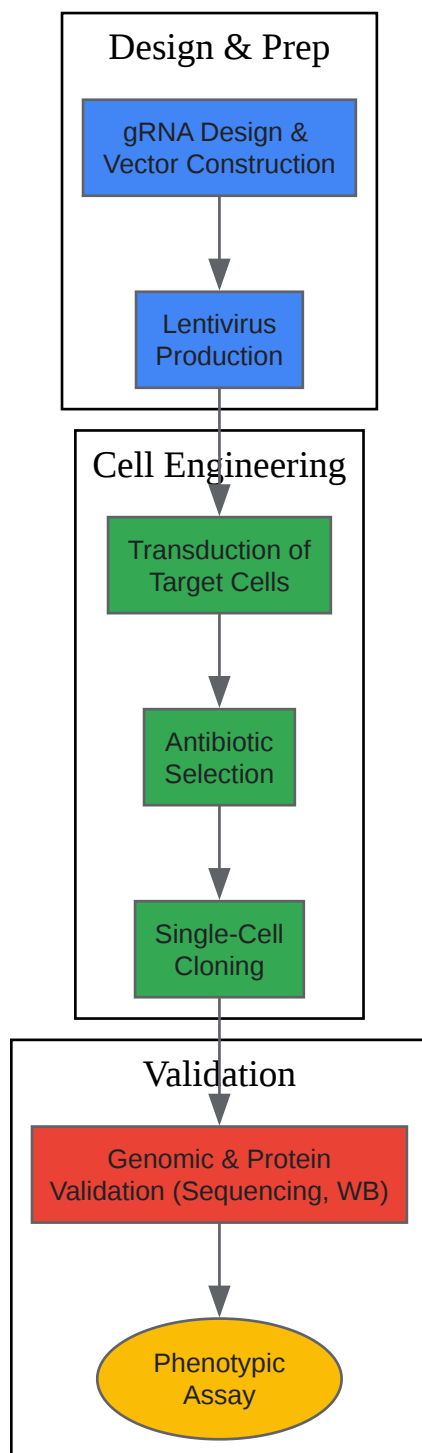 Design & Prep
gRNA Design &
Vector Construction
Lentivirus
Production
Cell Engineering
Transduction of
Target Cells
Antibiotic
Selection
Single-Cell
Cloning
Validation
Genomic & Protein
Validation (Sequencing, WB)
Phenotypic
Assay